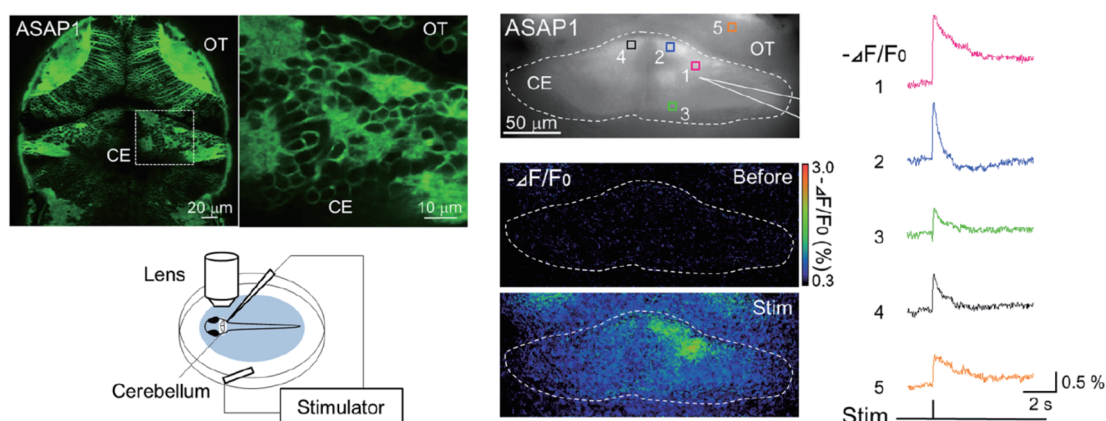 ASAP1
OT
CE
20 μm
OT
CE
10 μm
Lens
Cerebellum
Stimulator
ASAP1
5
OT
4
2
1
CE
3
50 μm
-⊿F/F0
Before
3.0
-⊿F/F0 (%)
0.3
Stim
-⊿F/F0
1
2
3
4
5
0.5 %
2 s
Stim